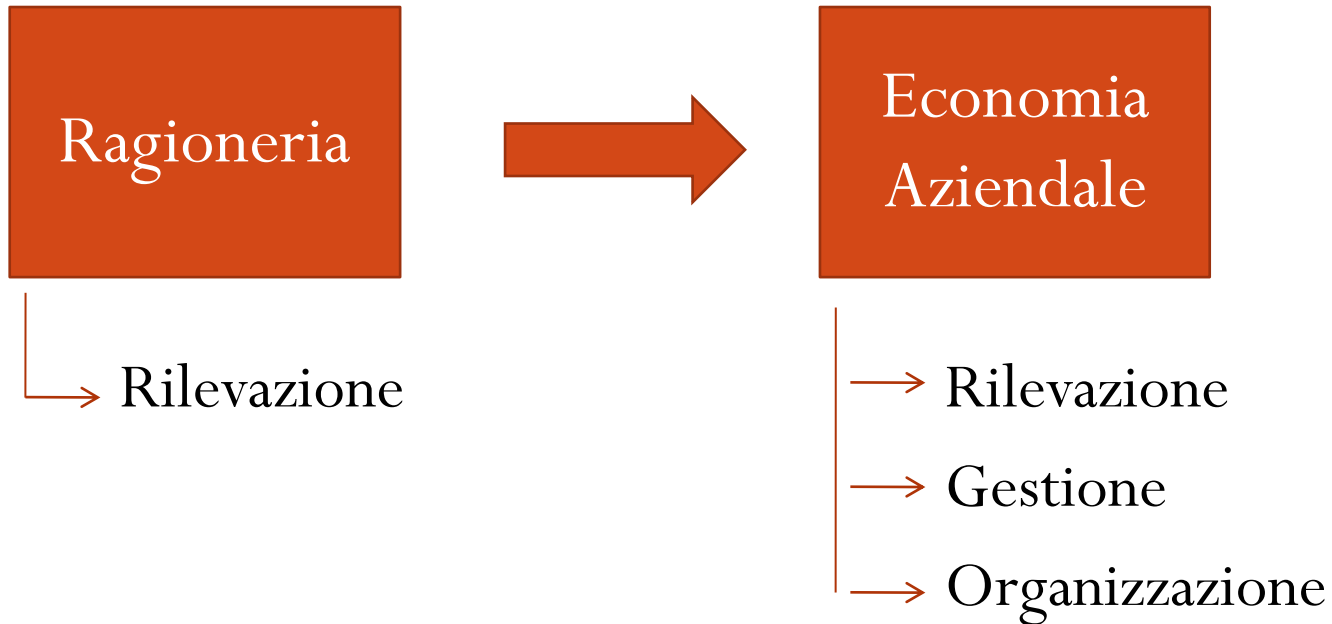 Ragioneria
Economia
Aziendale
Rilevazione
Rilevazione
Gestione
Organizzazione